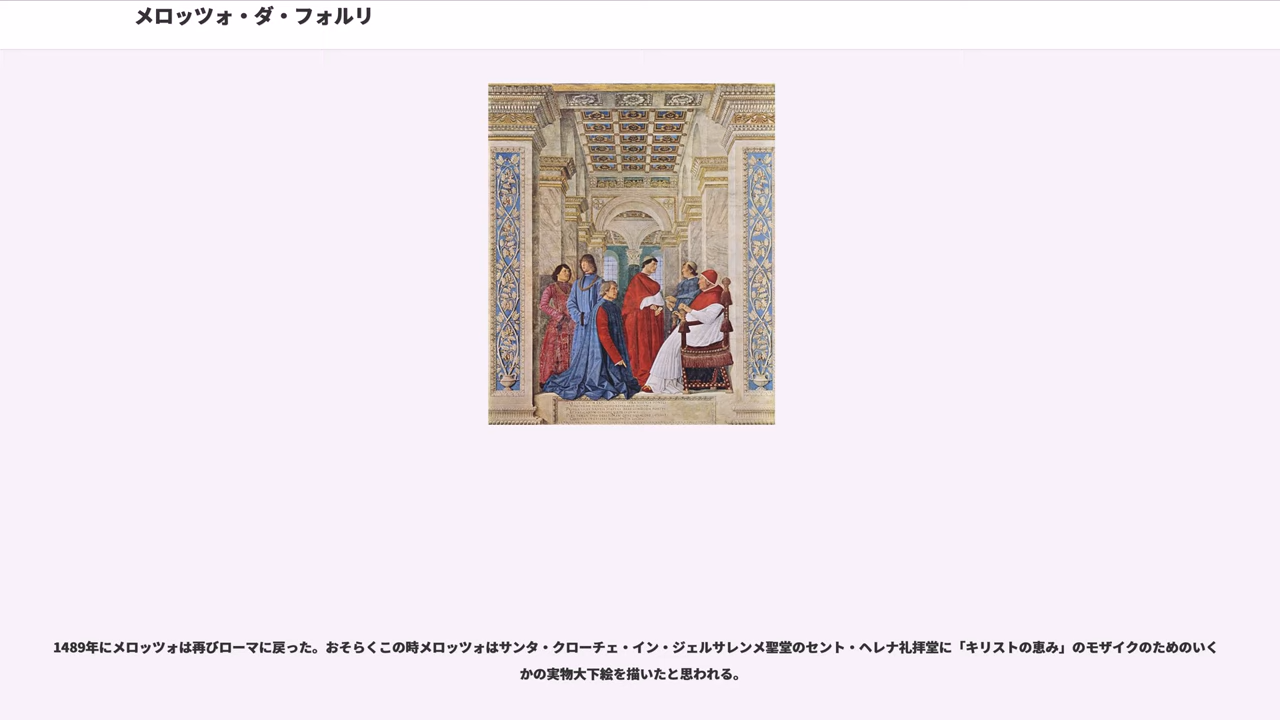 メロッツォ・ダ・フォルリ
1489年にメロッツォは再びローマに戻った。おそらくこの時メロッツォはサンタ・クローチェ・イン・ジェルサレンメ聖堂のセント・ヘレナ礼拝堂に「キリストの恵み」のモザイクのためのいく
かの実物大下絵を描いたと思われる。